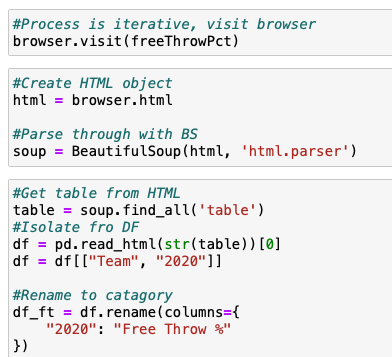 #Process is iterative, visit browser
browser.visit(freeThrowPct)
#Create HTML object
html = browser.html
#Parse through with BS
soup = BeautifulSoup(html, 'html.parser')
#Get table from HTML
table = soup.find_all('table')
#Isolate fro DF
df = pd.read_html(str(table))[0]
df = df[["Team", "2020"]]
#Rename to catagory
df_ft = df.rename(columns={
    "2020": "Free Throw %"
})